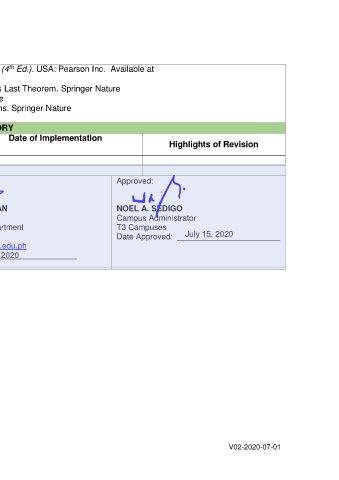 (4th Ed.). USA: Pearson Inc. Available at
s Last Theorem. Springer Nature
e
ns. Springer Nature
ORY
Date of Implementation
Highlights of Revision
Approved:
AN
NOEL A. SEDIGO
Campus Administrator
rtment
T3 Campuses
Date Approved: July 15, 2020
.edu.ph
2020
V02-2020-07-01